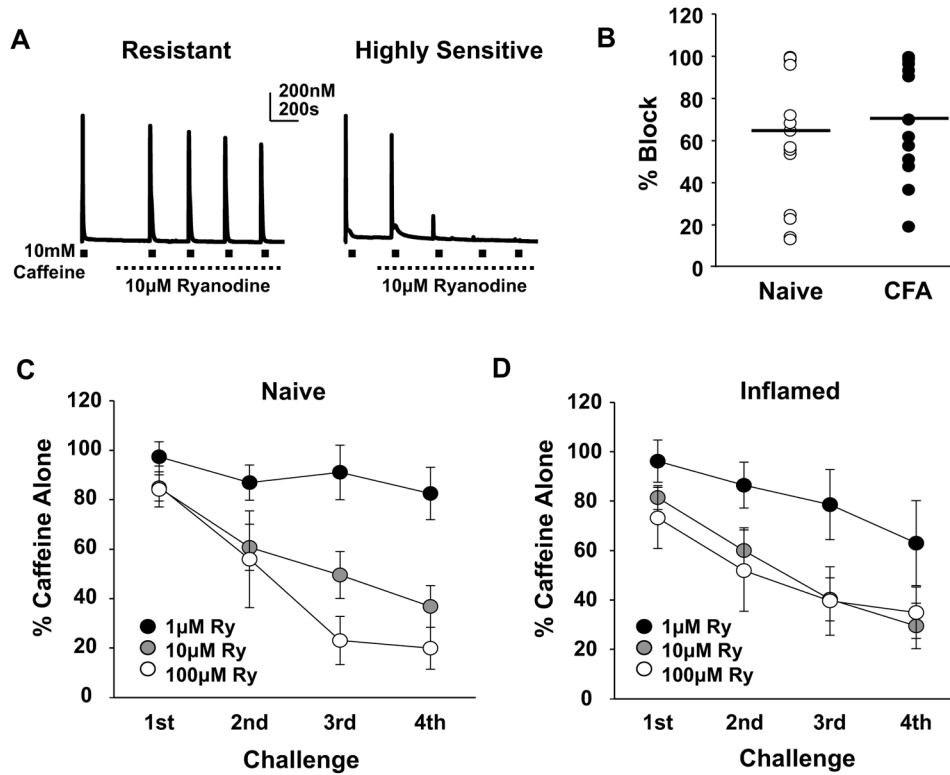 A
Resistant
Highly Sensitive
200nM
200s
10mM
Caffeine
10µM Ryanodine
10µM Ryanodine
B
% Block
120
100
80
60
40
20
0
Naive
CFA
C
Naive
% Caffeine Alone
120
100
80
60
40
20
0
1µM Ry
10µM Ry
100µM Ry
1st
2nd
3rd
4th
Challenge
D
Inflamed
% Caffeine Alone
120
100
80
60
40
20
0
1µM Ry
10µM Ry
100µM Ry
1st
2nd
3rd
4th
Challenge